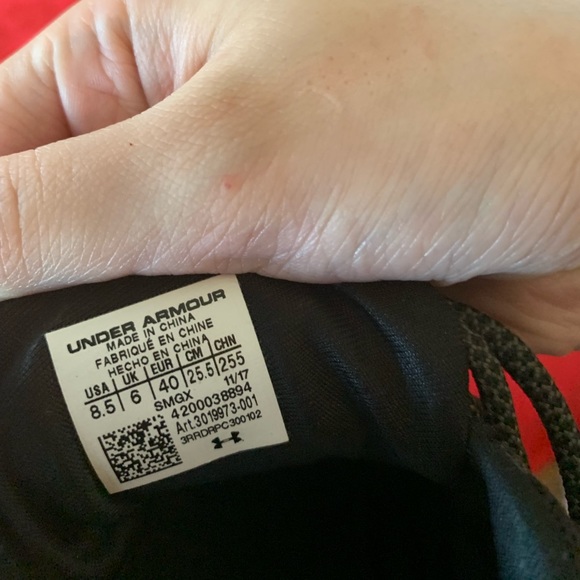 UNDER ARMOUR
MADE IN CHINA
FABRIQUÉ EN CHINE
HECHO EN CHINA
USA UK EUR CM CHN
8.5 6 40 25.5 255
SMGX 11/17
4200038894
Art.3019973-001
3RRDRPC300102